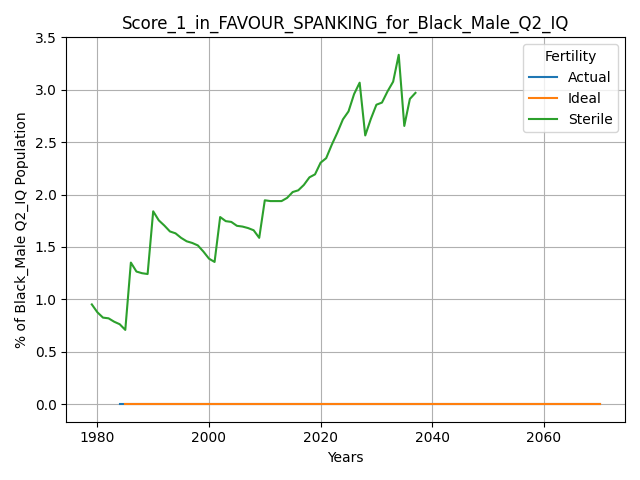 Score_1_in_FAVOUR_SPANKING_for_Black_Male_Q2_IQ
% of Black_Male Q2_IQ Population
3.5
3.0
2.5
2.0
1.5
1.0
0.5
0.0
Fertility
Actual
Ideal
Sterile
1980 2000 2020 2040 2060
Years